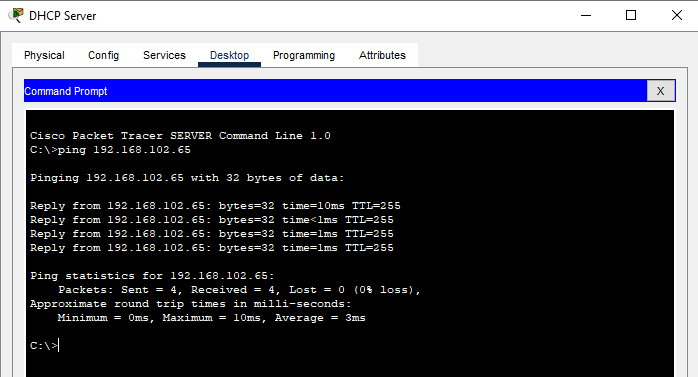 DHCP Server
Physical Config Services Desktop Programming Attributes
Command Prompt X
Cisco Packet Tracer SERVER Command Line 1.0
C:\>ping 192.168.102.65
Pinging 192.168.102.65 with 32 bytes of data:
Reply from 192.168.102.65: bytes=32 time=10ms TTL=255
Reply from 192.168.102.65: bytes=32 time<1ms TTL=255
Reply from 192.168.102.65: bytes=32 time=1ms TTL=255
Reply from 192.168.102.65: bytes=32 time=1ms TTL=255
Ping statistics for 192.168.102.65:
Packets: Sent = 4, Received = 4, Lost = 0 (0% loss),
Approximate round trip times in milli-seconds:
Minimum = 0ms, Maximum = 10ms, Average = 3ms
C:\>